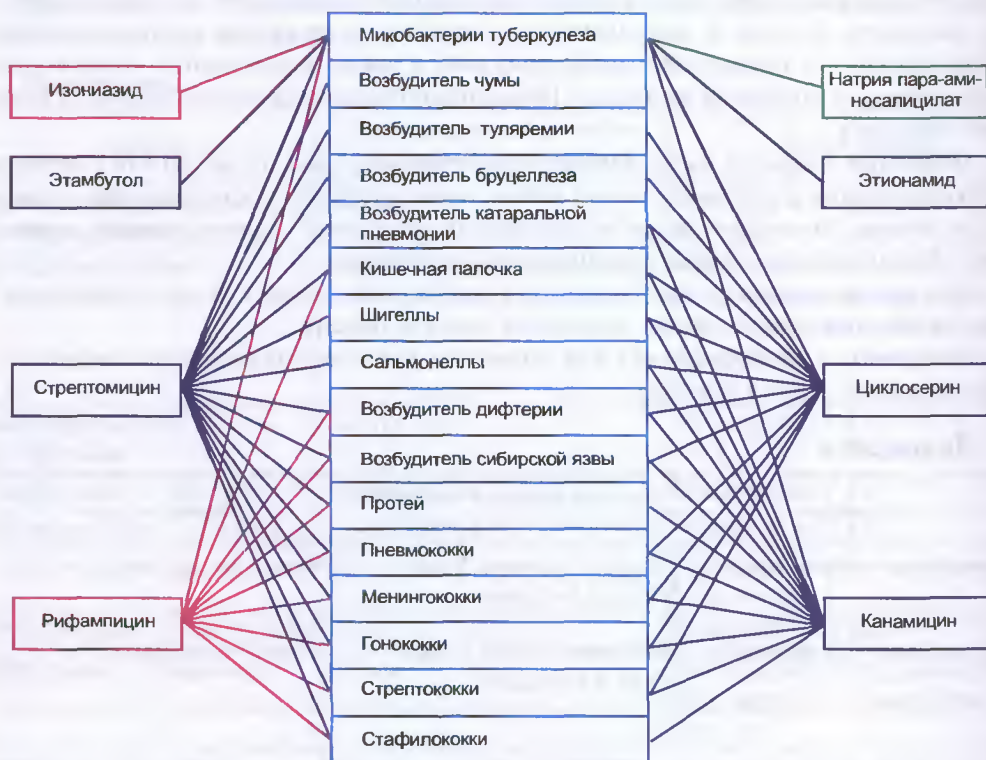 Изониазид
Этамбутол
Стрептомицин
Рифампицин
Микобактерии туберкулеза
Возбудитель чумы
Возбудитель туляремии
Возбудитель бруцеллеза
Возбудитель катаральной
пневмонии
Кишечная палочка
Шигеллы
Сальмонеллы
Возбудитель дифтерии
Возбудитель сибирской язвы
Протей
Пневмококки
Менингококки
Гонококки
Стрептококки
Стафилококки
Натрия пара-ами-
носалицилат
Этионамид
Циклосерин
Канамицин